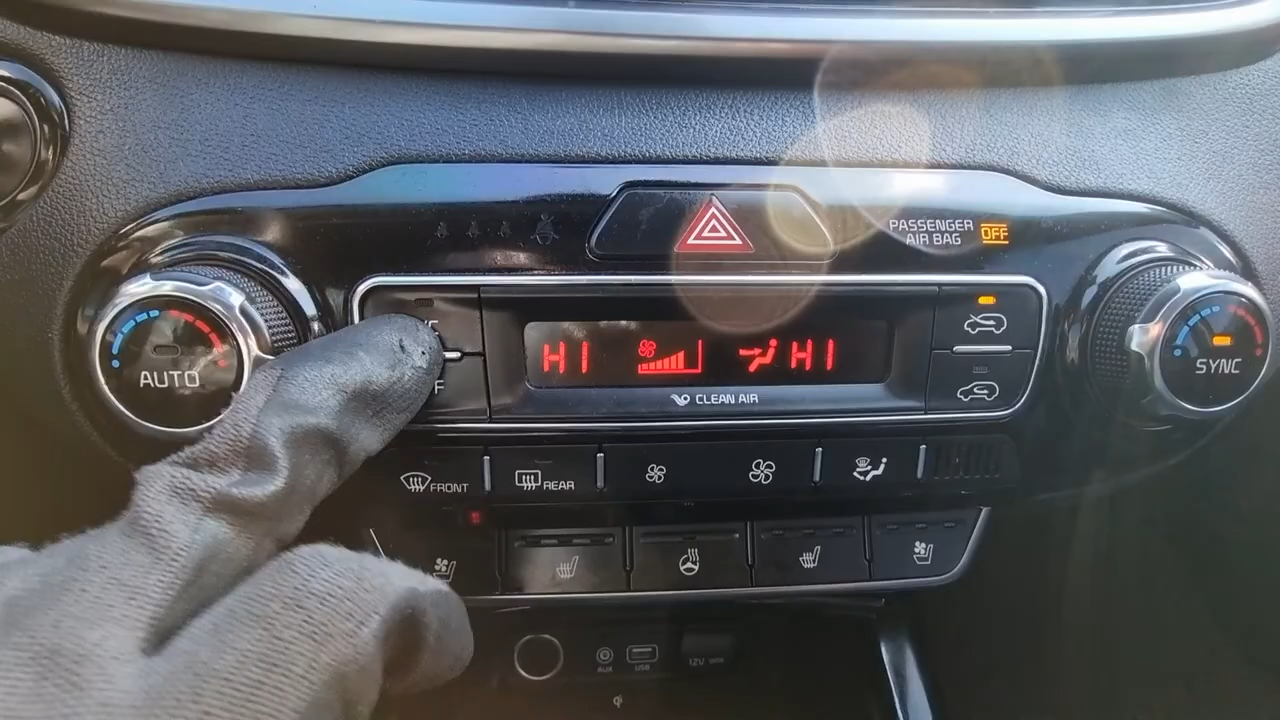 PASSENGER
AIR BAG OFF
AUTO
HI HI
CLEAN AIR
SYNC
FRONT
REAR
AUX
USB
12V